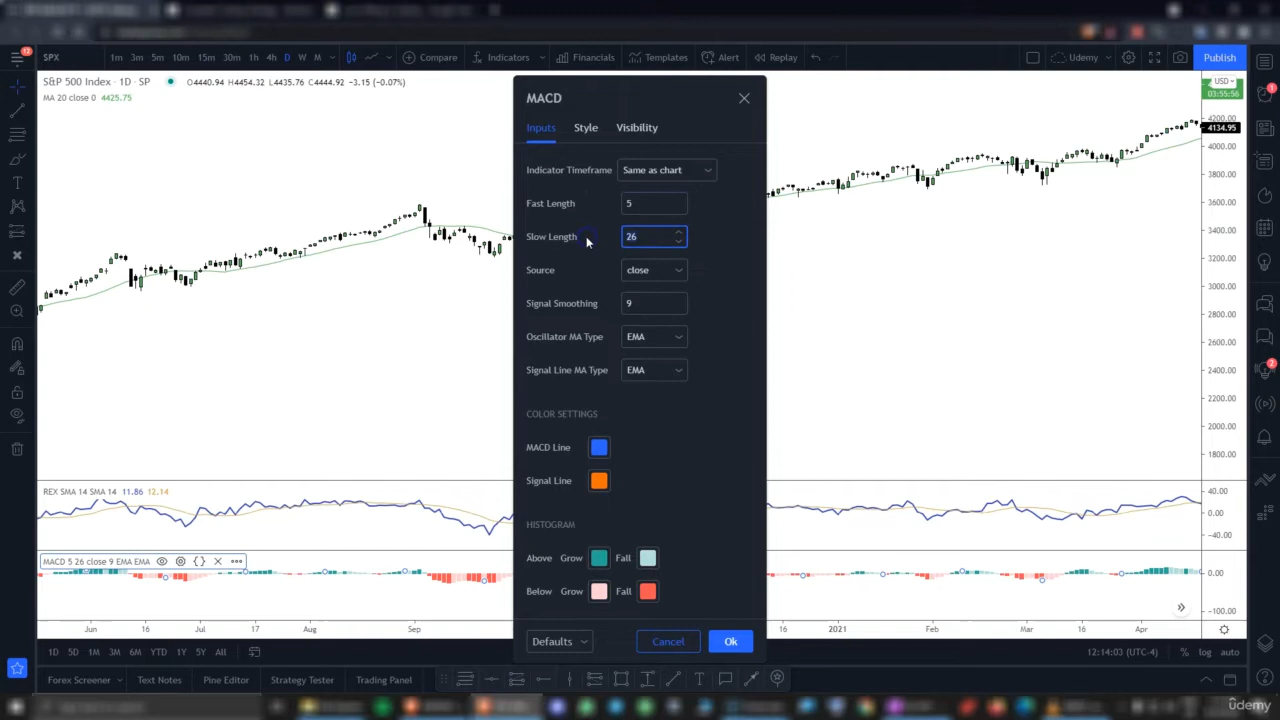 SPX 1m 3m 5m 10m 15m 30m 1h 4h D W M Compare Indicators Financials Templates Alert Replay Udemy Publish
12
S&P 500 Index · 1D · SP O4440.94 H4454.32 L4435.76 C4444.92 −3.15 (−0.07%)
MA 20 close 0 4425.75
USD
03:55:56
4200.00
4134.95
4000.00
3800.00
3600.00
3400.00
3200.00
3000.00
2800.00
2600.00
2400.00
2200.00
2000.00
1800.00
MACD
Inputs Style Visibility
Indicator Timeframe Same as chart
Fast Length 5
Slow Length 26
Source close
Signal Smoothing 9
Oscillator MA Type EMA
Signal Line MA Type EMA
COLOR SETTINGS
MACD Line
Signal Line
HISTOGRAM
Above Grow Fall
Below Grow Fall
Defaults Cancel Ok
REX SMA 14 SMA 14 11.86 12.14
40.00
0.00
−40.00
MACD 5 26 close 9 EMA EMA
0.00
−100.00
Jun 16 Jul 17 Aug Sep 16 2021 Feb Mar Apr
1D 5D 1M 3M 6M YTD 1Y 5Y All 12:14:03 (UTC-4) % log auto
Forex Screener Text Notes Pine Editor Strategy Tester Trading Panel
1
2
ûdemy